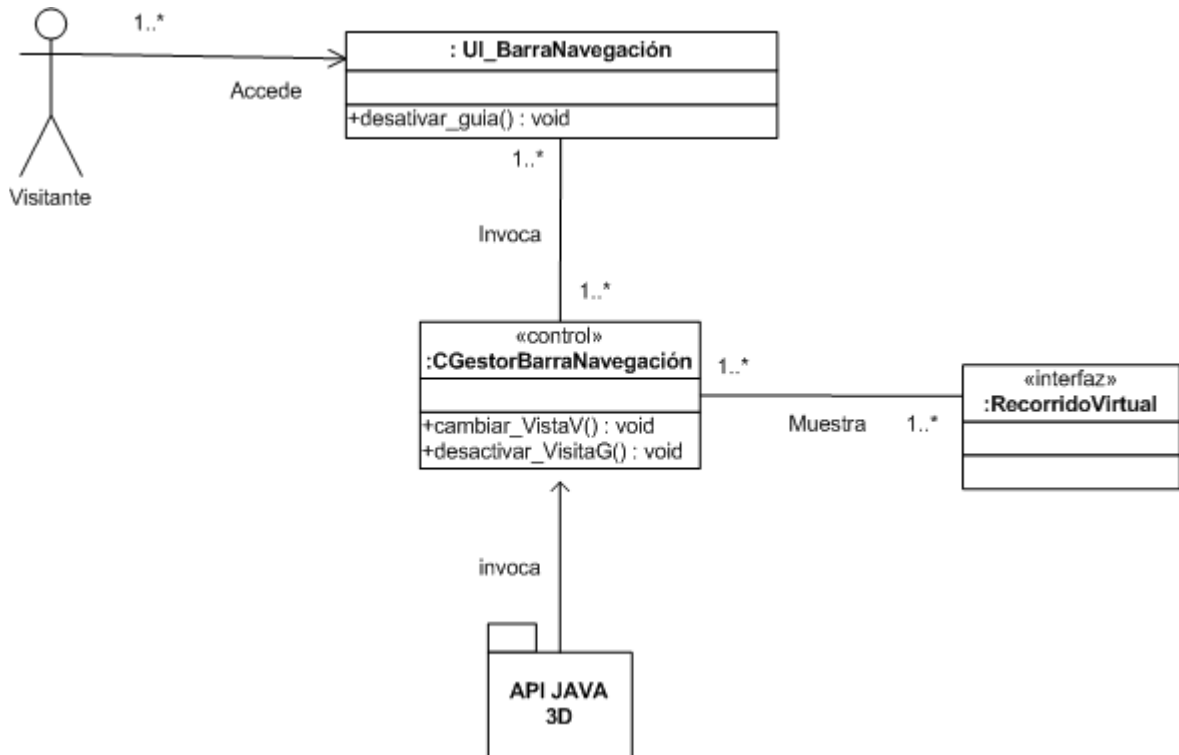 1..*
: UI_BarraNavegación
Accede
+desativar_guia() : void
Visitante
1..*
Invoca
1..*
«control»
:CGestorBarraNavegación
1..*
«interfaz»
:RecorridoVirtual
+cambiar_VistaV() : void
Muestra
1..*
+desactivar_VisitaG() : void
invoca
API JAVA
3D